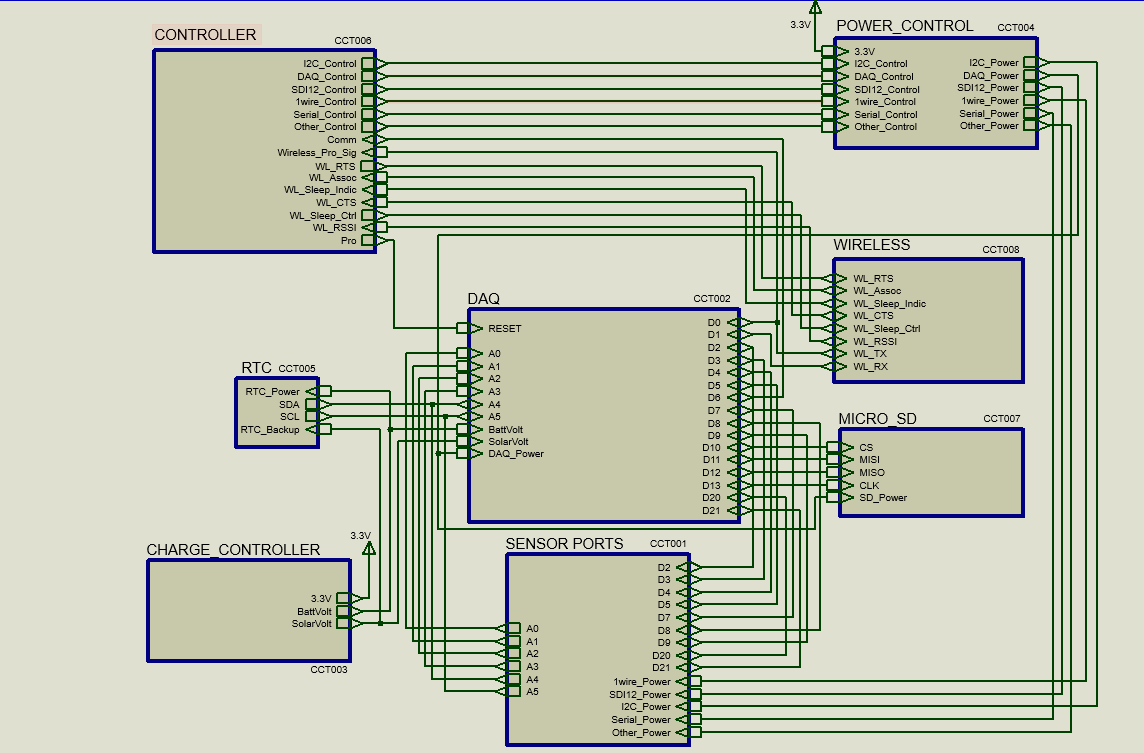 3.3V
CONTROLLER
CCT006
I2C_Control
DAQ_Control
SDI12_Control
1wire_Control
Serial_Control
Other_Control
Comm
Wireless_Pro_Sig
WL_RTS
WL_Assoc
WL_Sleep_Indic
WL_CTS
WL_Sleep_Ctrl
WL_RSSI
Pro
POWER_CONTROL
CCT004
3.3V
I2C_Control
DAQ_Control
SDI12_Control
1wire_Control
Serial_Control
Other_Control
I2C_Power
DAQ_Power
SDI12_Power
1wire_Power
Serial_Power
Other_Power
WIRELESS
CCT008
WL_RTS
WL_Assoc
WL_Sleep_Indic
WL_CTS
WL_Sleep_Ctrl
WL_RSSI
WL_TX
WL_RX
DAQ
CCT002
RESET
A0
A1
A2
A3
A4
A5
BattVolt
SolarVolt
DAQ_Power
D0
D1
D2
D3
D4
D5
D6
D7
D8
D9
D10
D11
D12
D13
D20
D21
RTC
CCT005
RTC_Power
SDA
SCL
RTC_Backup
MICRO_SD
CCT007
CS
MISI
MISO
CLK
SD_Power
CHARGE_CONTROLLER
3.3V
3.3V
BattVolt
SolarVolt
CCT003
SENSOR PORTS
CCT001
A0
A1
A2
A3
A4
A5
D2
D3
D4
D5
D7
D8
D9
D20
D21
1wire_Power
SDI12_Power
I2C_Power
Serial_Power
Other_Power